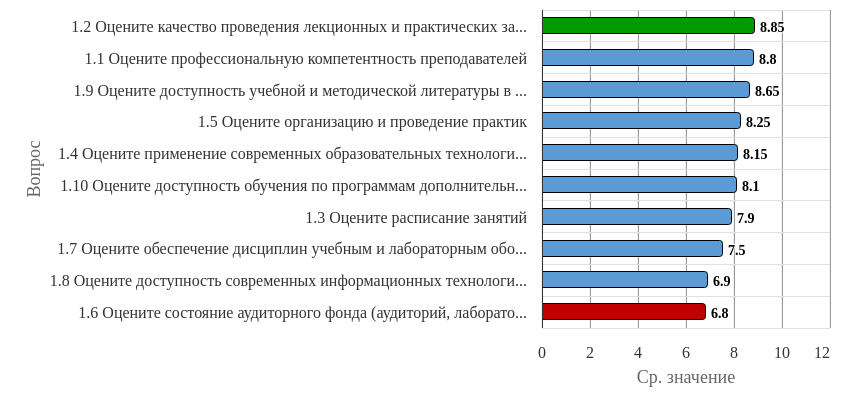 1.2 Оцените качество проведения лекционных и практических за... 8.85
1.1 Оцените профессиональную компетентность преподавателей 8.8
1.9 Оцените доступность учебной и методической литературы в ... 8.65
1.5 Оцените организацию и проведение практик 8.25
1.4 Оцените применение современных образовательных технологи... 8.15
1.10 Оцените доступность обучения по программам дополнительн... 8.1
1.3 Оцените расписание занятий 7.9
1.7 Оцените обеспечение дисциплин учебным и лабораторным обо... 7.5
1.8 Оцените доступность современных информационных технологи... 6.9
1.6 Оцените состояние аудиторного фонда (аудиторий, лаборато... 6.8
Вопрос
0 2 4 6 8 10 12
Ср. значение